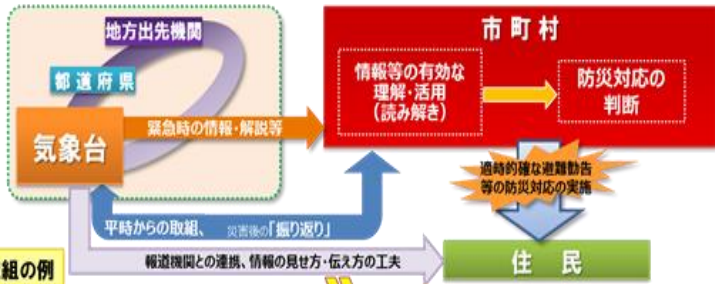 地方出先機関
都道府県
気象台
緊急時の情報・解説等
市町村
情報等の有効な
理解・活用
(読み解き)
防災対応の
判断
適時的確な避難勧告
等の防災対応の実施
平時からの取組、 災害後の「振り返り」
報道機関との連携、情報の見せ方・伝え方の工夫
住民
組の例